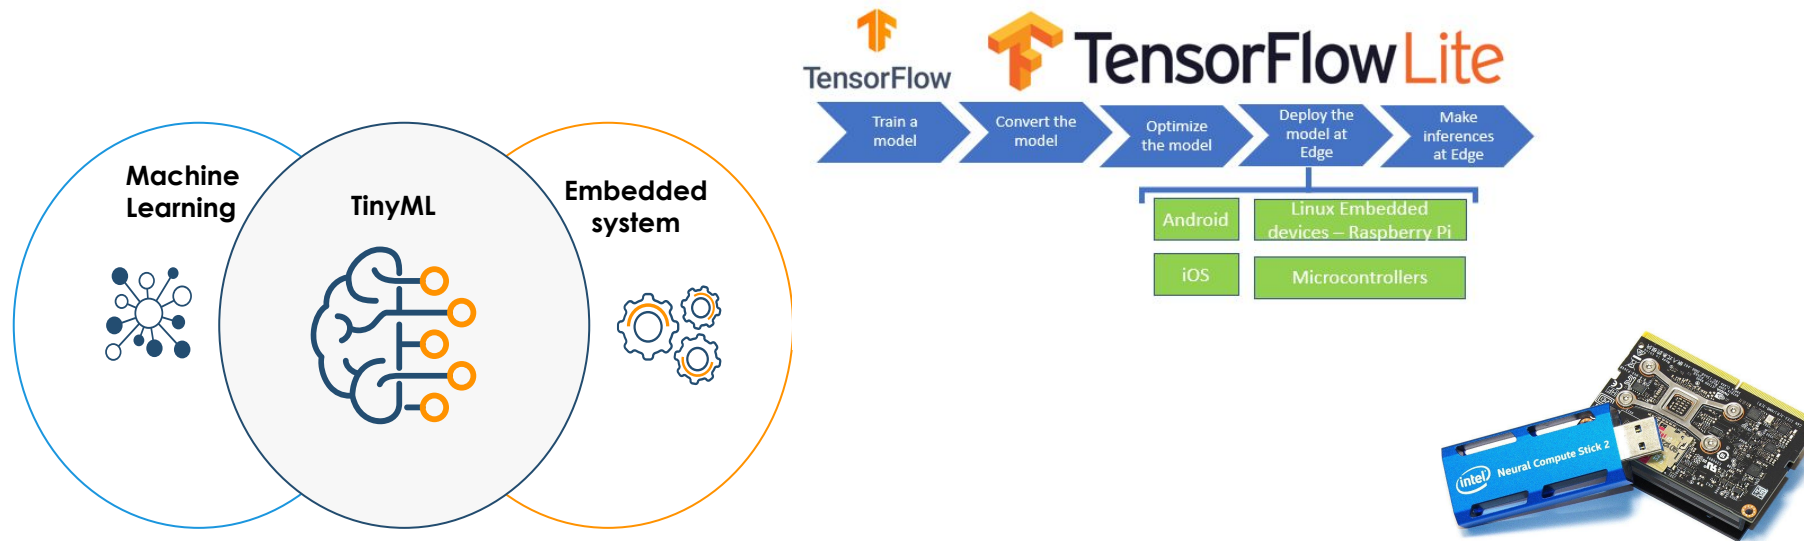 Machine
Learning
TinyML
Embedded
system
TensorFlow
TensorFlow Lite
Train a
model
Convert the
model
Optimize
the model
Deploy the
model at
Edge
Make
inferences
at Edge
Android
Linux Embedded
devices – Raspberry Pi
iOS
Microcontrollers
intel Neural Compute Stick 2